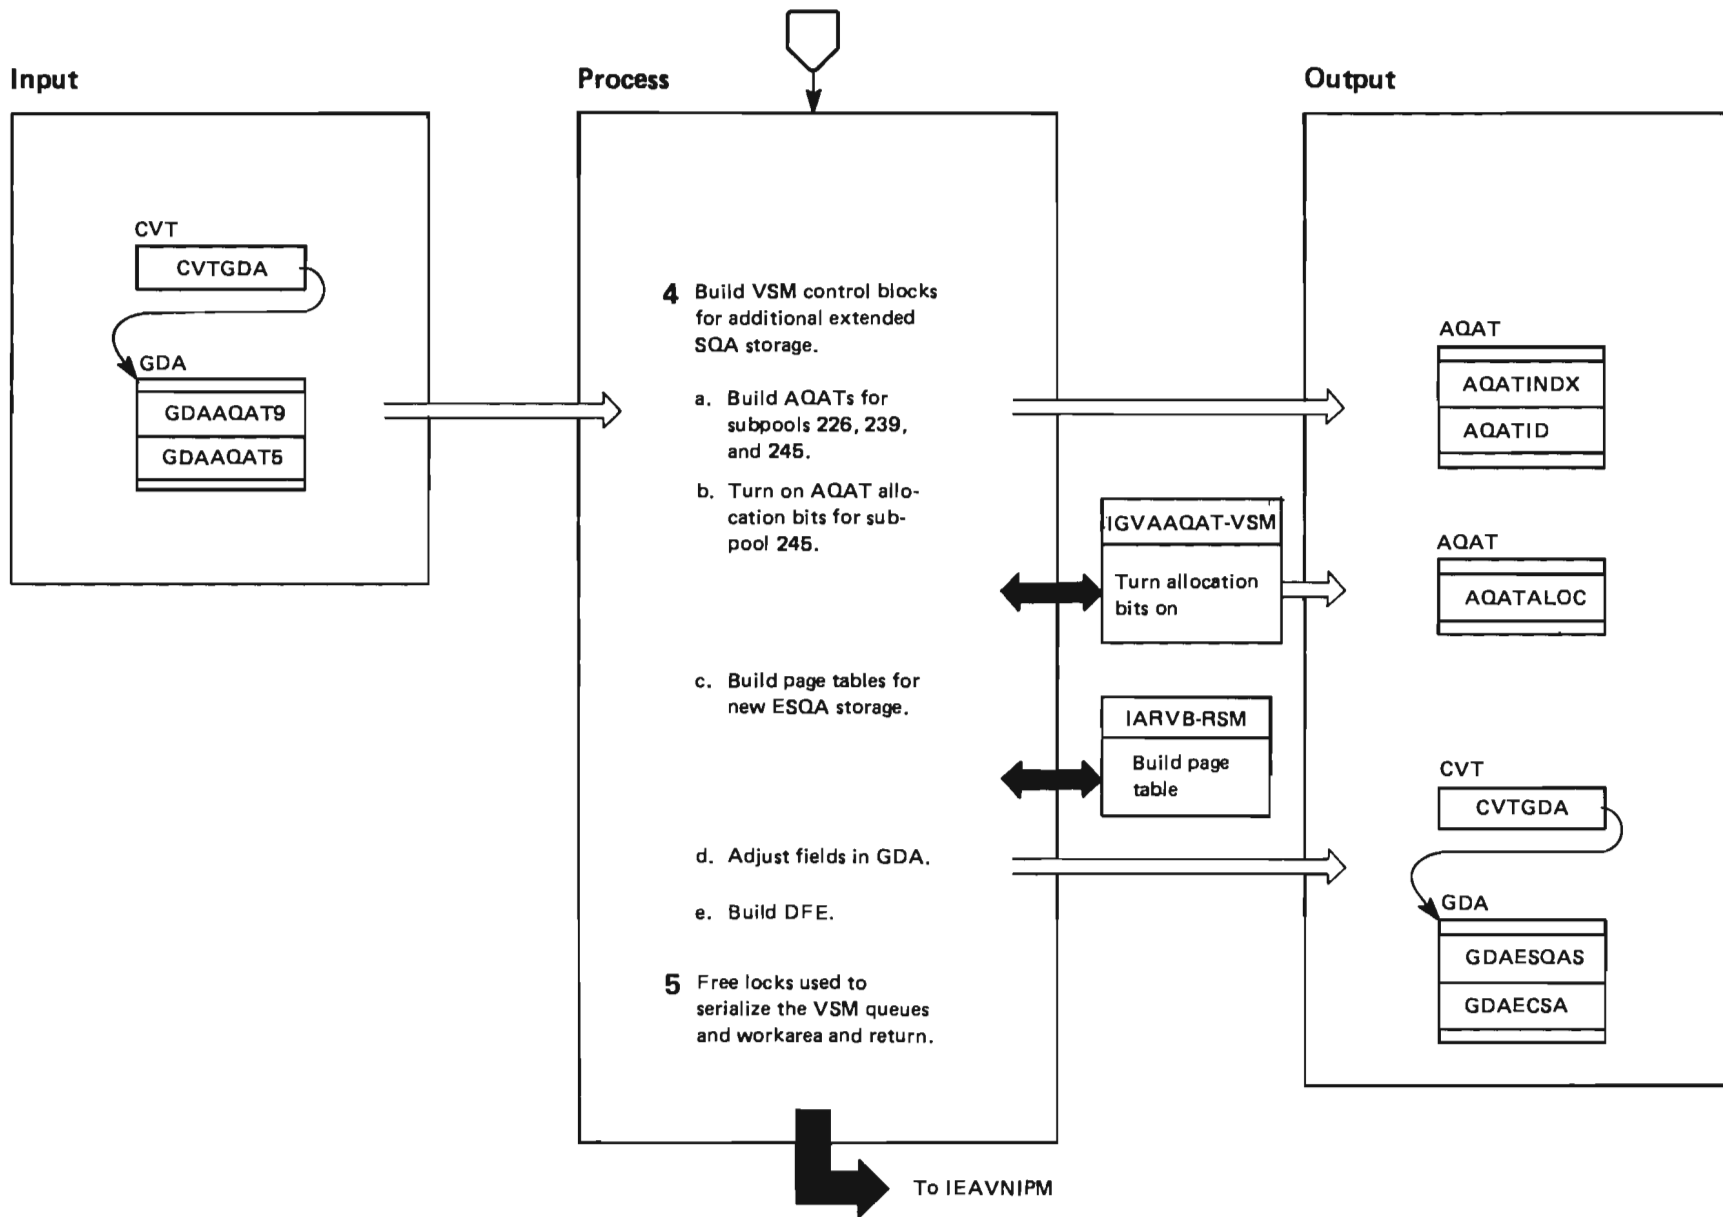 Input
Process
Output
CVT
CVTGDA
GDA
GDAAQAT9
GDAAQAT5
4 Build VSM control blocks
for additional extended
SQA storage.
a. Build AQATs for
subpools 226, 239,
and 245.
b. Turn on AQAT allo-
cation bits for sub-
pool 245.
c. Build page tables for
new ESQA storage.
d. Adjust fields in GDA.
e. Build DFE.
5 Free locks used to
serialize the VSM queues
and workarea and return.
To IEAVNIPM
IGVAAQAT-VSM
Turn allocation
bits on
IARVB-RSM
Build page
table
AQAT
AQATINDX
AQATID
AQAT
AQATALOC
CVT
CVTGDA
GDA
GDAESQAS
GDAECSA